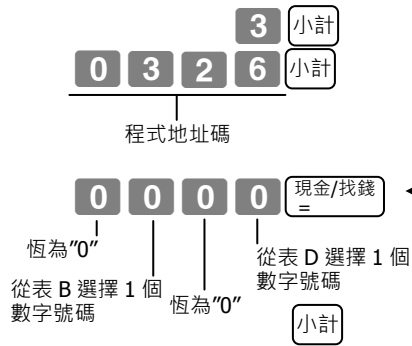 3 小計
0 3 2 6 小計
程式地址碼
0 0 0 0 現金/找錢 =
恆為"0"
從表 B 選擇 1 個
數字號碼
恆為"0"
從表 D 選擇 1 個
數字號碼
小計